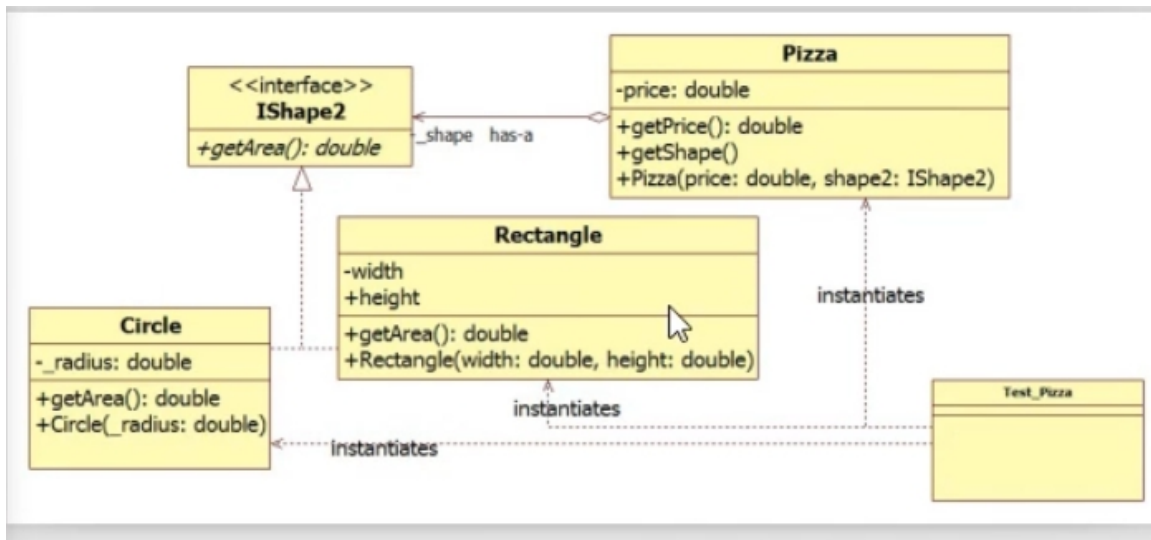 <<interface>>
IShape2
+getArea(): double
-_shape has-a
Pizza
-price: double
+getPrice(): double
+getShape()
+Pizza(price: double, shape2: IShape2)
Rectangle
-width
+height
+getArea(): double
+Rectangle(width: double, height: double)
instantiates
Circle
-_radius: double
+getArea(): double
+Circle(_radius: double)
instantiates
instantiates
Test_Pizza